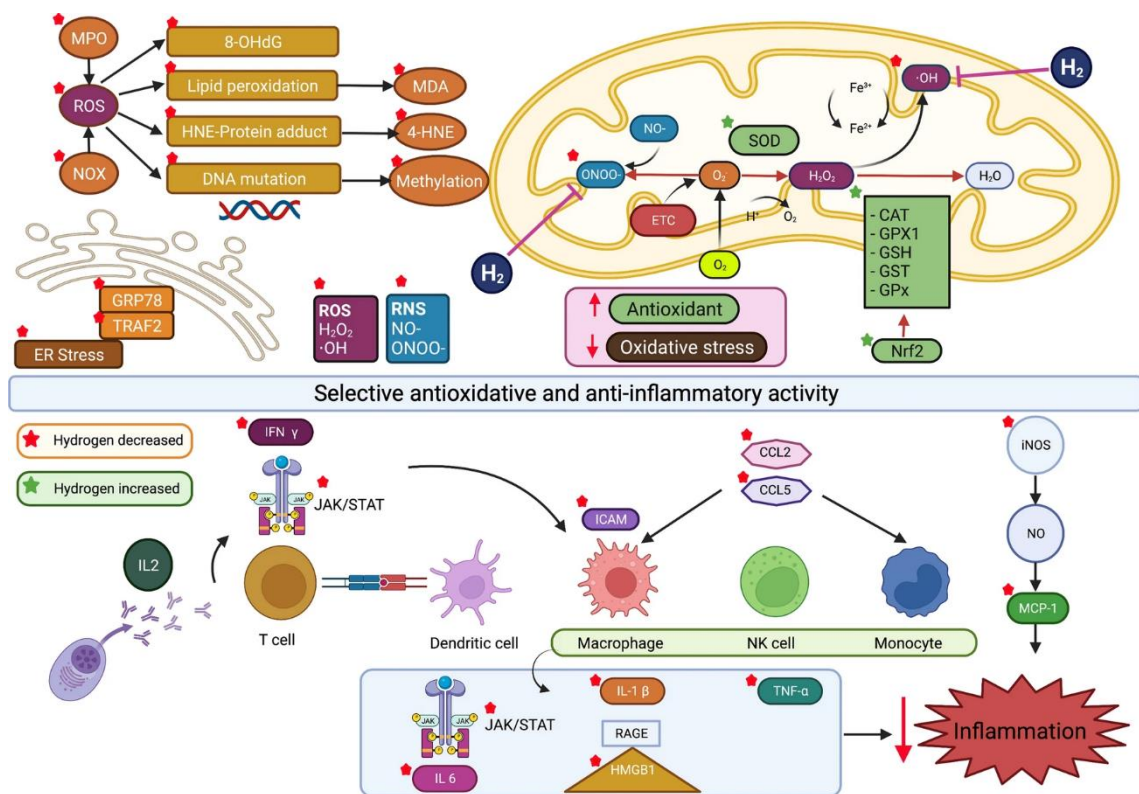 MPO
8-OHdG
ROS
Lipid peroxidation
MDA
HNE-Protein adduct
4-HNE
NOX
DNA mutation
Methylation
GRP78
TRAF2
ER Stress
ROS
H₂O₂
·OH
RNS
NO-
ONOO-
H₂
·OH
Fe³⁺
Fe²⁺
NO-
SOD
ONOO-
O₂⁻
H₂O₂
H₂O
ETC
H⁺
O₂
H₂
O₂
- CAT
- GPX1
- GSH
- GST
- GPx
Nrf2
Antioxidant
Oxidative stress
Selective antioxidative and anti-inflammatory activity
Hydrogen decreased
Hydrogen increased
IFN γ
JAK
JAK
JAK/STAT
IL2
T cell
Dendritic cell
ICAM
CCL2
CCL5
Macrophage
NK cell
Monocyte
iNOS
NO
MCP-1
JAK
JAK
JAK/STAT
IL 6
IL-1 β
RAGE
HMGB1
TNF-α
Inflammation